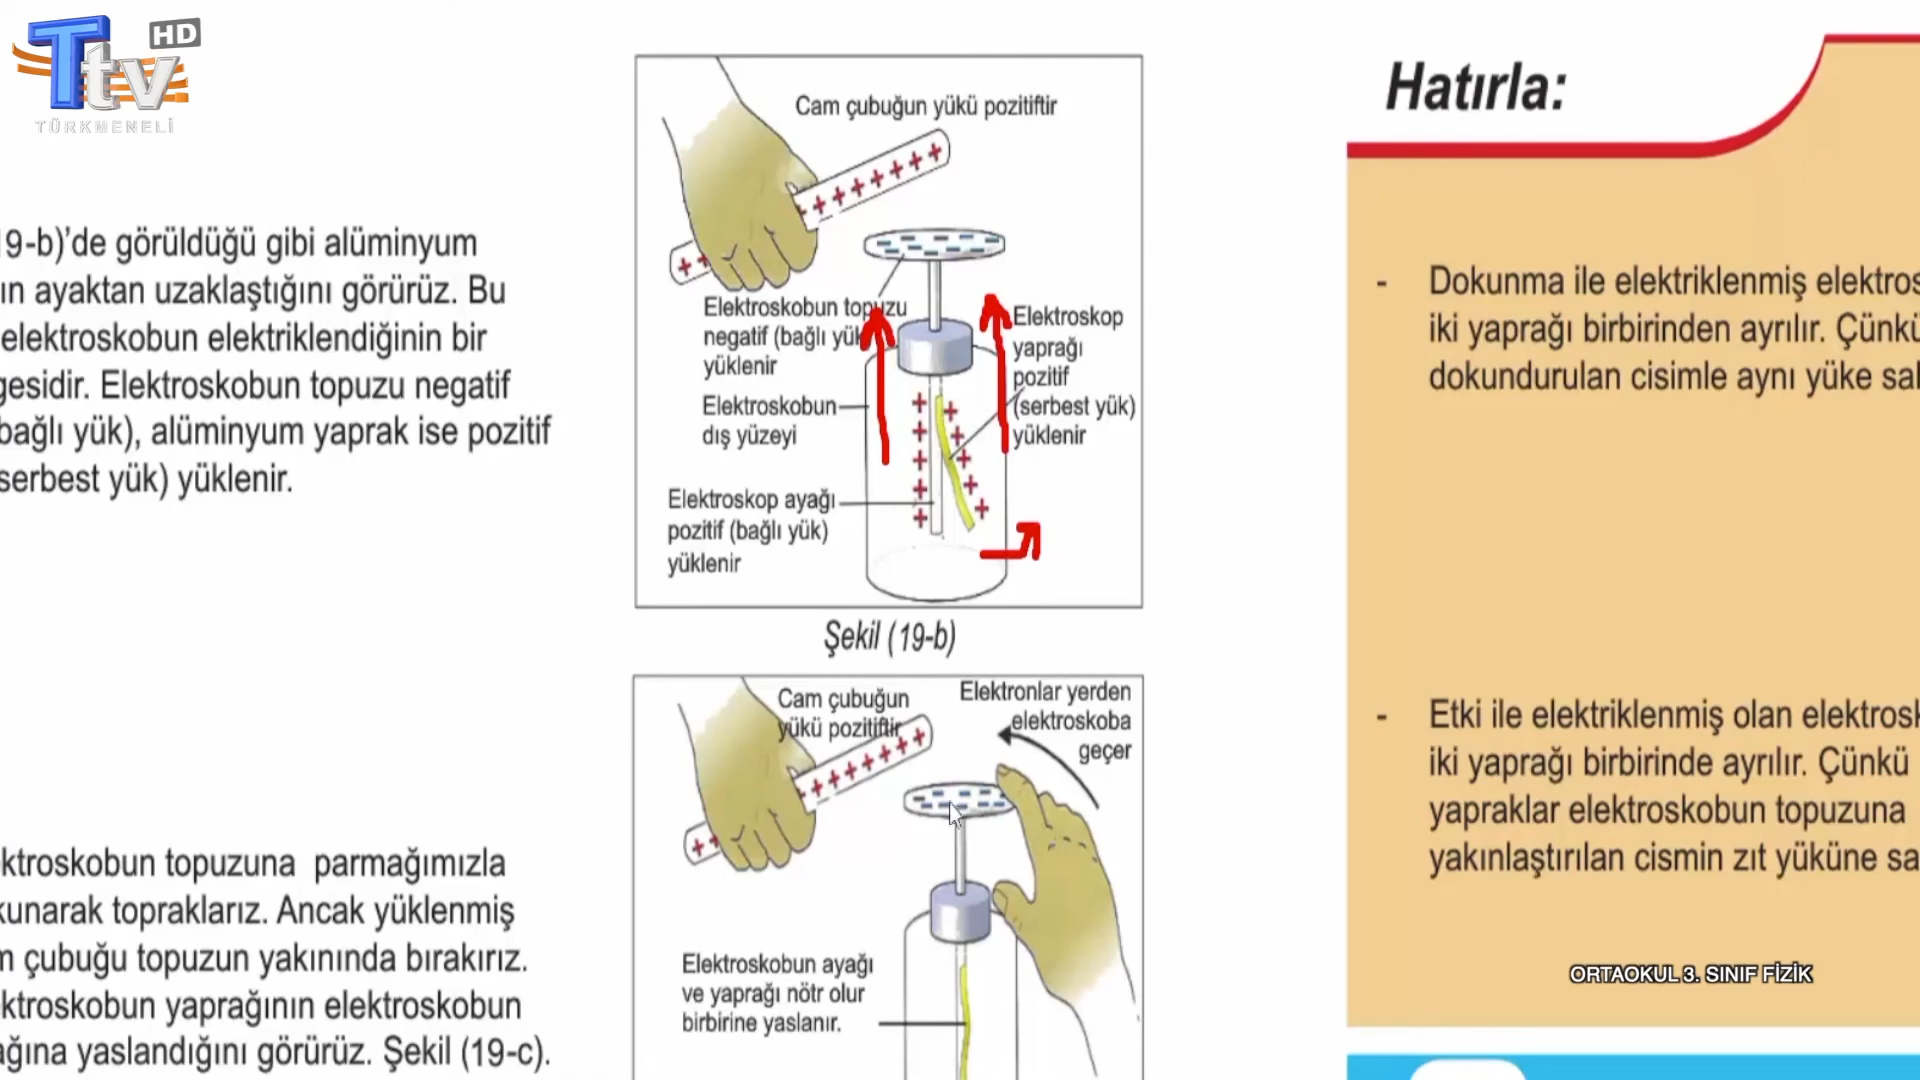 HD
Ttv
TÜRKMENELİ
19-b)'de görüldüğü gibi alüminyum
ın ayaktan uzaklaştığını görürüz. Bu
elektroskobun elektriklendiğinin bir
gesidir. Elektroskobun topuzu negatif
bağlı yük), alüminyum yaprak ise pozitif
serbest yük) yüklenir.
ktroskobun topuzuna parmağımızla
kunarak topraklarız. Ancak yüklenmiş
m çubuğu topuzun yakınında bırakırız.
ktroskobun yaprağının elektroskobun
ağına yaslandığını görürüz. Şekil (19-c).
Cam çubuğun yükü pozitiftir
Elektroskobun topuzu
negatif (bağlı yük
yüklenir
Elektroskobun
dış yüzeyi
Elektroskop ayağı
pozitif (bağlı yük)
yüklenir
Elektroskop
yaprağı
pozitif
(serbest yük)
yüklenir
Şekil (19-b)
Cam çubuğun
yükü pozitiftir
Elektronlar yerden
elektroskoba
geçer
Elektroskobun ayağı
ve yaprağı nötr olur
birbirine yaslanır.
Hatırla:
- Dokunma ile elektriklenmiş elektros
iki yaprağı birbirinden ayrılır. Çünkü
dokundurulan cisimle aynı yüke sa
- Etki ile elektriklenmiş olan elektrosk
iki yaprağı birbirinde ayrılır. Çünkü
yapraklar elektroskobun topuzuna
yakınlaştırılan cismin zıt yüküne sa
ORTAOKUL 3. SINIF FİZİK